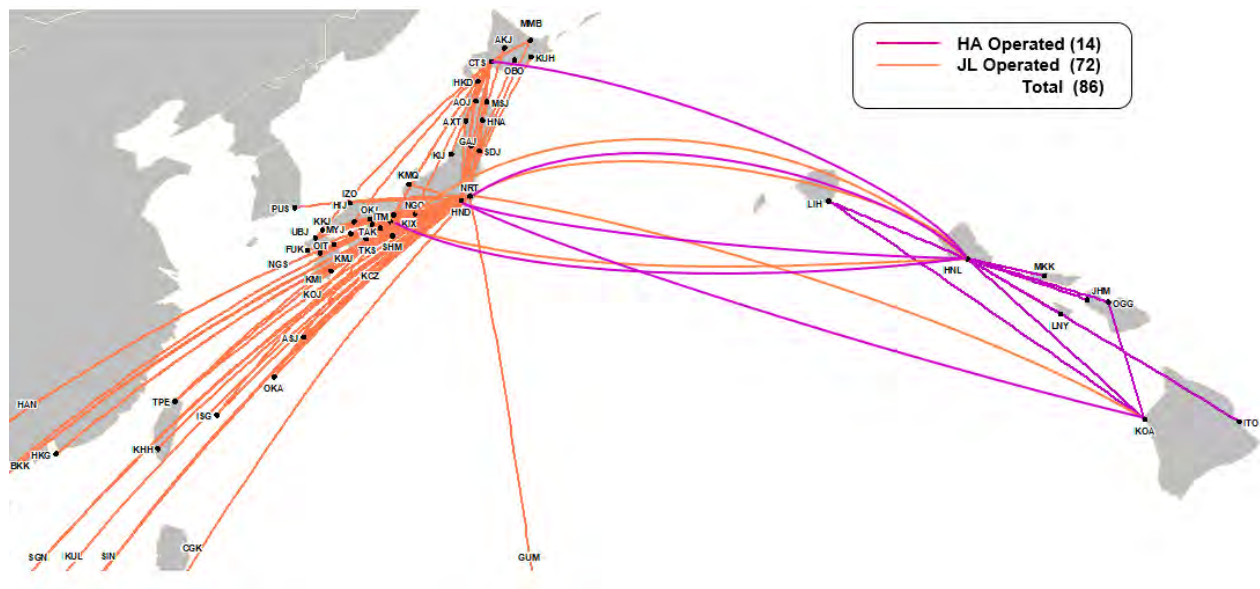 HA Operated (14)
JL Operated (72)
Total (86)
MMB
AKJ
KUH
CTS
OBO
HKD
AOJ
MSJ
AXT
HNA
GAJ
KIJ
SDJ
KMQ
NRT
IZO
HND
PUS
HIJ
NGO
ITM
KIX
LIH
KKJ
UBJ
MYJ
TAK
SHM
FUK
OIT
TKS
NGS
KMJ
KCZ
KMI
KOJ
HNL
MKK
JHM
OGG
LNY
ASJ
OKA
HAN
TPE
ISG
KHH
HKG
BKK
KOA
ITO
SGN
KUL
SIN
CGK
GUM